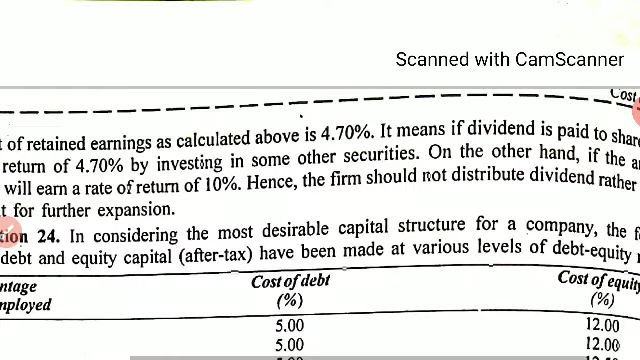 Scanned with CamScanner
Cost
of retained earnings as calculated above is 4.70%. It means if dividend is paid to share
return of 4.70% by investing in some other securities. On the other hand, if the
will earn a rate of return of 10%. Hence, the firm should not distribute dividend rather
for further expansion.
tion 24. In considering the most desirable capital structure for a company, the
debt and equity capital (after-tax) have been made at various levels of debt-equity
ntage Cost of debt Cost of equity
mployed (%) (%)
5.00 12.00
5.00 12.00